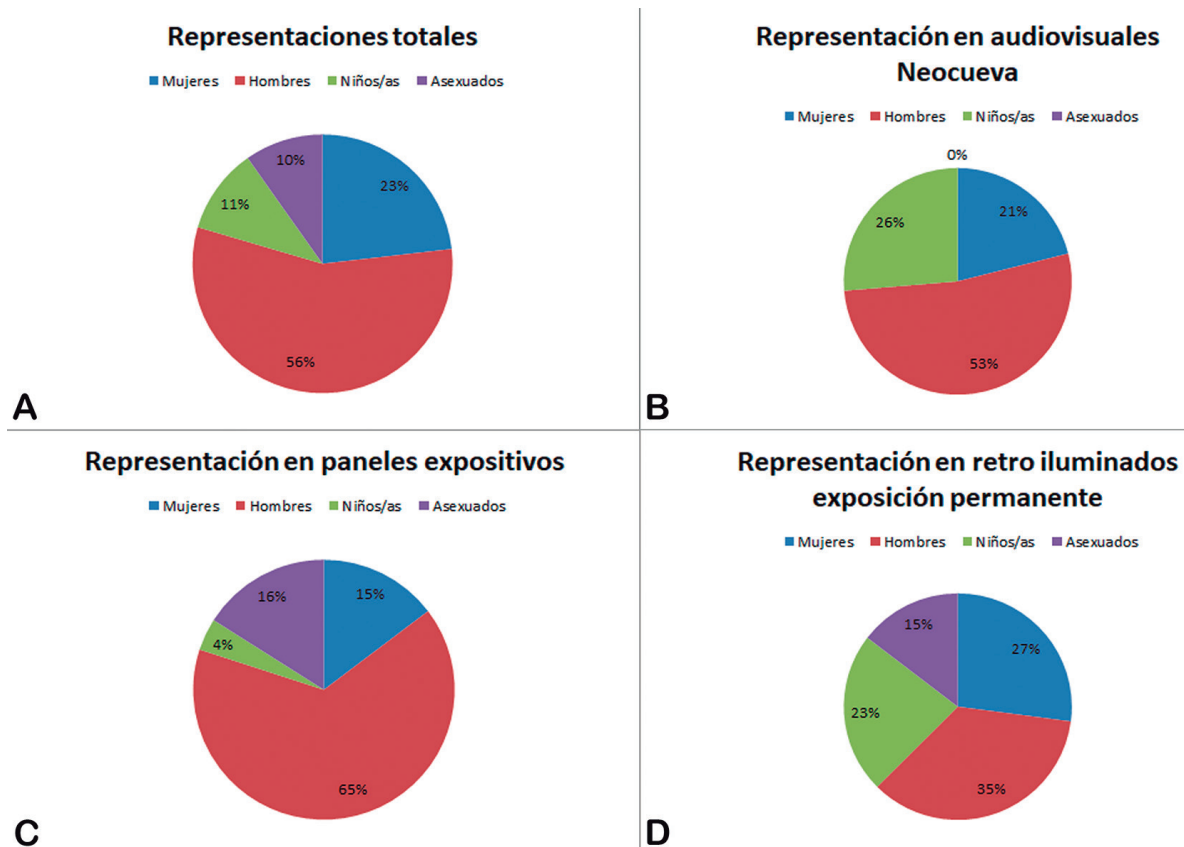 Representaciones totales
Mujeres Hombres Niños/as Asexuados
10%
23%
11%
56%
A
Representación en audiovisuales
Neocueva
Mujeres Hombres Niños/as Asexuados
0%
21%
26%
53%
B
Representación en paneles expositivos
Mujeres Hombres Niños/as Asexuados
16%
15%
4%
65%
C
Representación en retro iluminados
exposición permanente
Mujeres Hombres Niños/as Asexuados
15%
27%
23%
35%
D